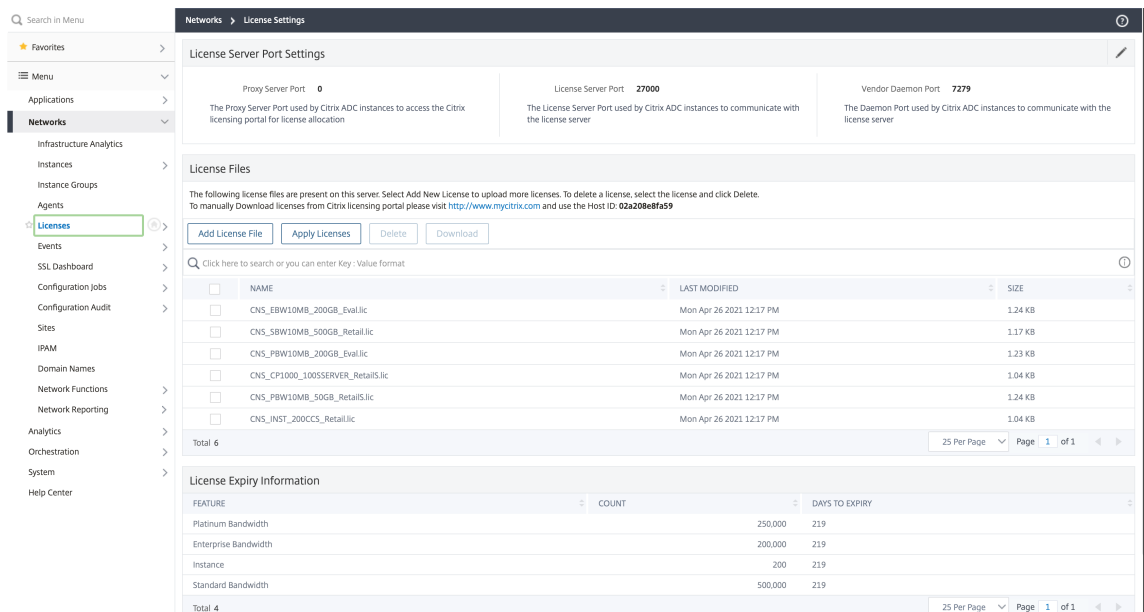 Search in Menu
Favorites
Menu
Applications
Networks
Infrastructure Analytics
Instances
Instance Groups
Agents
Licenses
Events
SSL Dashboard
Configuration Jobs
Configuration Audit
Sites
IPAM
Domain Names
Network Functions
Network Reporting
Analytics
Orchestration
System
Help Center
Networks > License Settings
License Server Port Settings
Proxy Server Port 0
The Proxy Server Port used by Citrix ADC instances to access the Citrix
licensing portal for license allocation
License Server Port 27000
The License Server Port used by Citrix ADC instances to communicate with
the license server
Vendor Daemon Port 7279
The Daemon Port used by Citrix ADC instances to communicate with the
license server
License Files
The following license files are present on this server. Select Add New License to upload more licenses. To delete a license, select the license and click Delete.
To manually Download licenses from Citrix licensing portal please visit http://www.mycitrix.com and use the Host ID: 02a208e8fa59
Add License File Apply Licenses Delete Download
Click here to search or you can enter Key : Value format
NAME LAST MODIFIED SIZE
CNS_EBW10MB_200GB_Eval.lic Mon Apr 26 2021 12:17 PM 1.24 KB
CNS_SBW10MB_500GB_Retail.lic Mon Apr 26 2021 12:17 PM 1.17 KB
CNS_PBW10MB_200GB_Eval.lic Mon Apr 26 2021 12:17 PM 1.23 KB
CNS_CP1000_100SSERVER_RetailS.lic Mon Apr 26 2021 12:17 PM 1.04 KB
CNS_PBW10MB_50GB_RetailS.lic Mon Apr 26 2021 12:17 PM 1.24 KB
CNS_INST_200CCS_Retail.lic Mon Apr 26 2021 12:17 PM 1.04 KB
Total 6 25 Per Page Page 1 of 1
License Expiry Information
FEATURE COUNT DAYS TO EXPIRY
Platinum Bandwidth 250,000 219
Enterprise Bandwidth 200,000 219
Instance 200 219
Standard Bandwidth 500,000 219
Total 4 25 Per Page Page 1 of 1